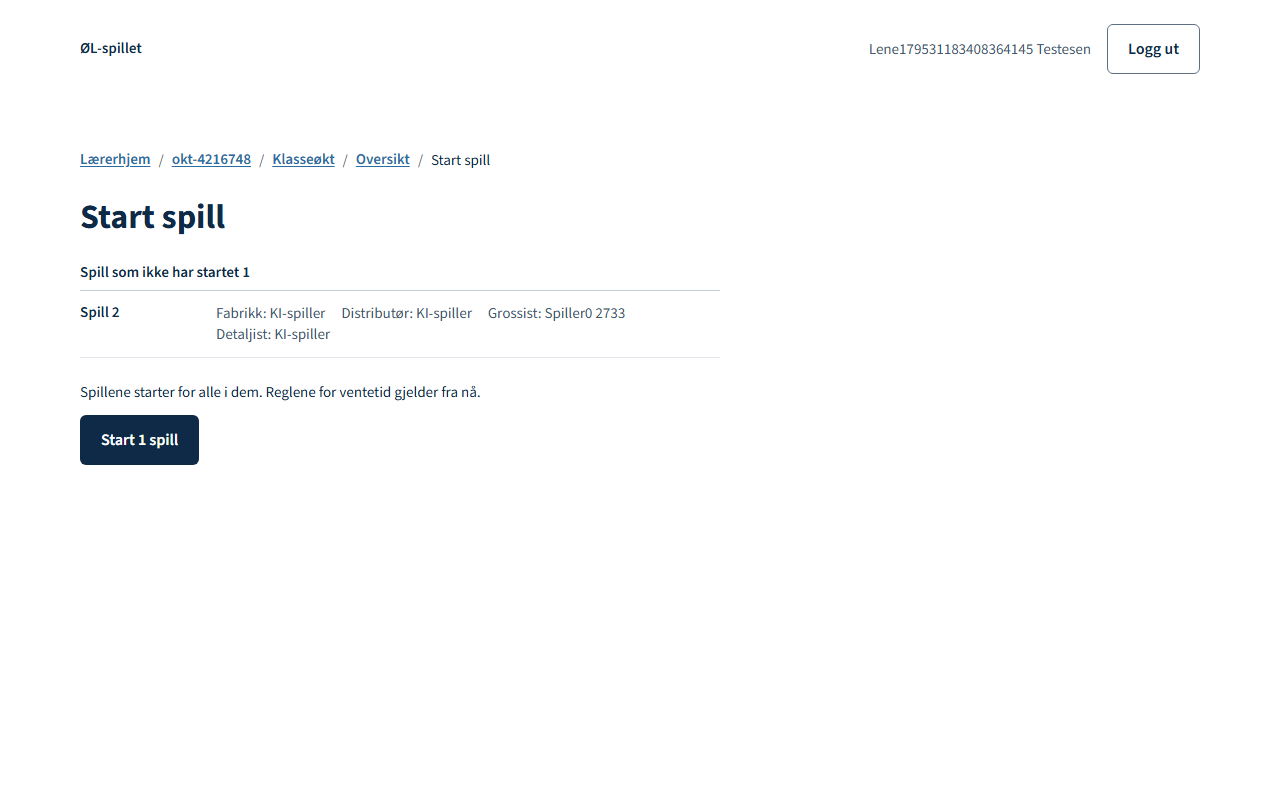 ØL-spillet
Lene179531183408364145 Testesen
Logg ut
Lærerhjem / okt-4216748 / Klasseøkt / Oversikt / Start spill
Start spill
Spill som ikke har startet 1
Spill 2
Fabrikk: KI-spiller Distributør: KI-spiller Grossist: Spiller0 2733
Detaljist: KI-spiller
Spillene starter for alle i dem. Reglene for ventetid gjelder fra nå.
Start 1 spill